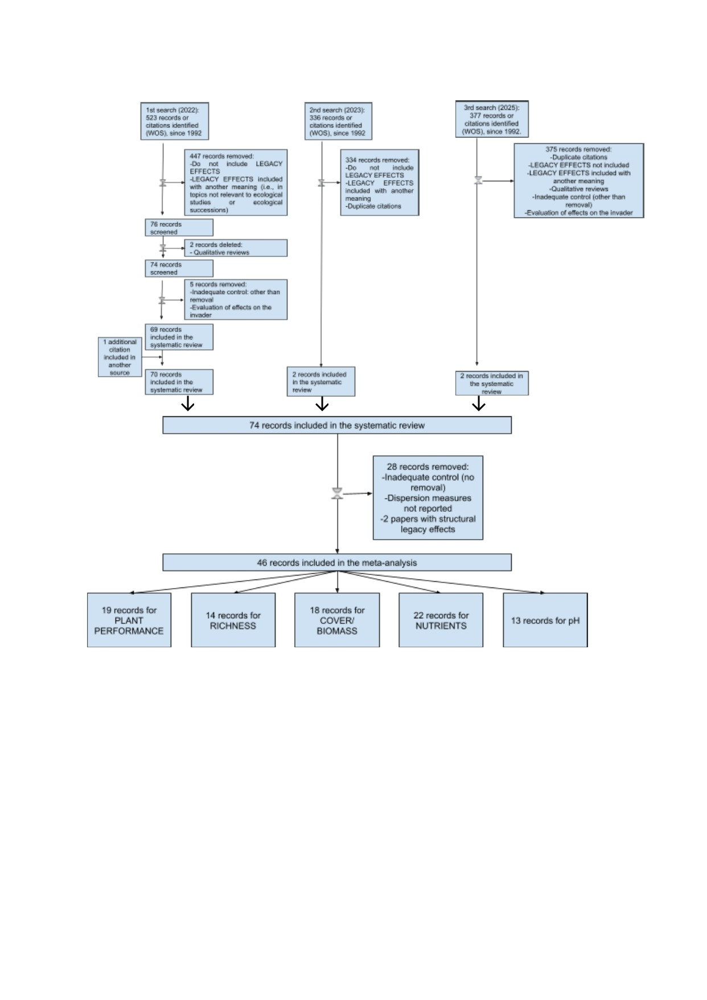 1st search (2022):
523 records or
citations identified
(WOS), since 1992
447 records removed:
-Do not include LEGACY
EFFECTS
-LEGACY EFFECTS included
with another meaning (i.e., in
topics not relevant to ecological
studies or ecological
successions)
76 records
screened
2 records deleted:
- Qualitative reviews
74 records
screened
5 records removed:
-Inadequate control: other than
removal
-Evaluation of effects on the
invader
69 records
included in the
systematic review
1 additional
citation
included in
another
source
70 records
included in the
systematic review
2nd search (2023):
336 records or
citations identified
(WOS), since 1992
334 records removed:
-Do not include
LEGACY EFFECTS
-LEGACY EFFECTS
included with another
meaning
-Duplicate citations
2 records included
in the systematic
review
3rd search (2025):
377 records or
citations identified
(WOS), since 1992.
375 records removed:
-Duplicate citations
-LEGACY EFFECTS not included
-LEGACY EFFECTS included with
another meaning
-Qualitative reviews
-Inadequate control (other than
removal)
-Evaluation of effects on the invader
2 records included in
the systematic
review
74 records included in the systematic review
28 records removed:
-Inadequate control (no
removal)
-Dispersion measures
not reported
-2 papers with structural
legacy effects
46 records included in the meta-analysis
19 records for
PLANT
PERFORMANCE
14 records for
RICHNESS
18 records for
COVER/
BIOMASS
22 records for
NUTRIENTS
13 records for pH